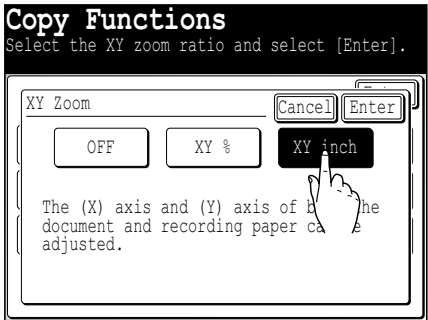 Copy Functions
Select the XY zoom ratio and select [Enter].
XY Zoom
Cancel Enter
OFF XY % XY inch
The (X) axis and (Y) axis of the
document and recording paper
adjusted.